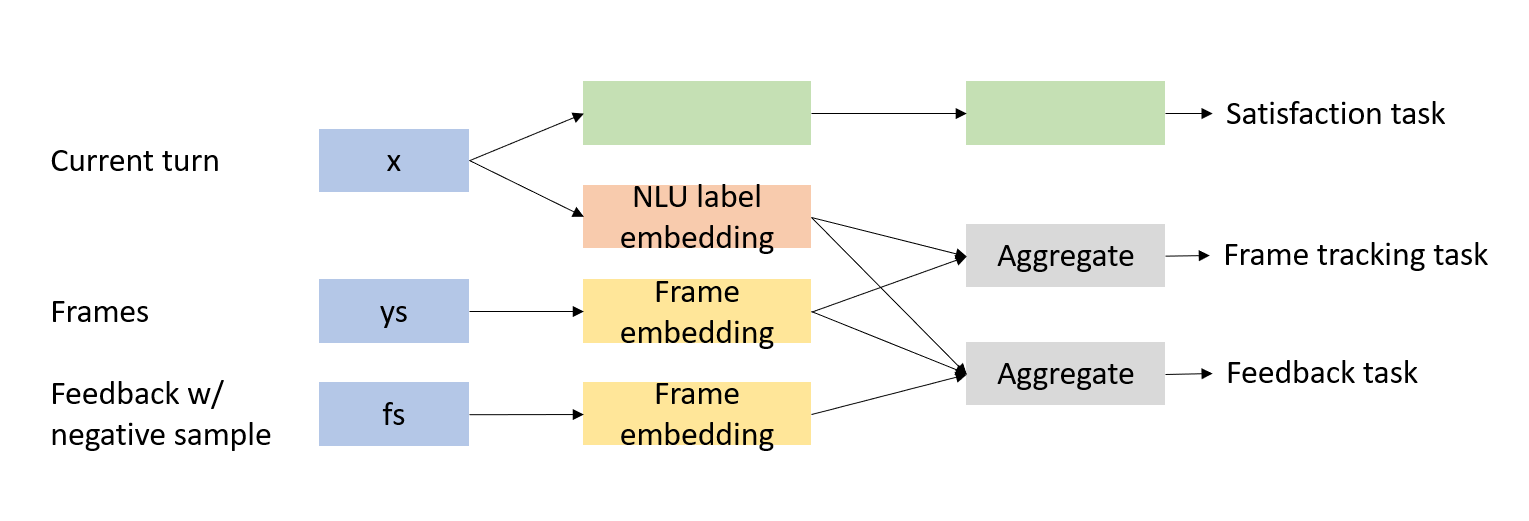 Current turn
x
Satisfaction task
NLU label
embedding
Aggregate
Frame tracking task
Frames
ys
Frame
embedding
Aggregate
Feedback task
Feedback w/
negative sample
fs
Frame
embedding